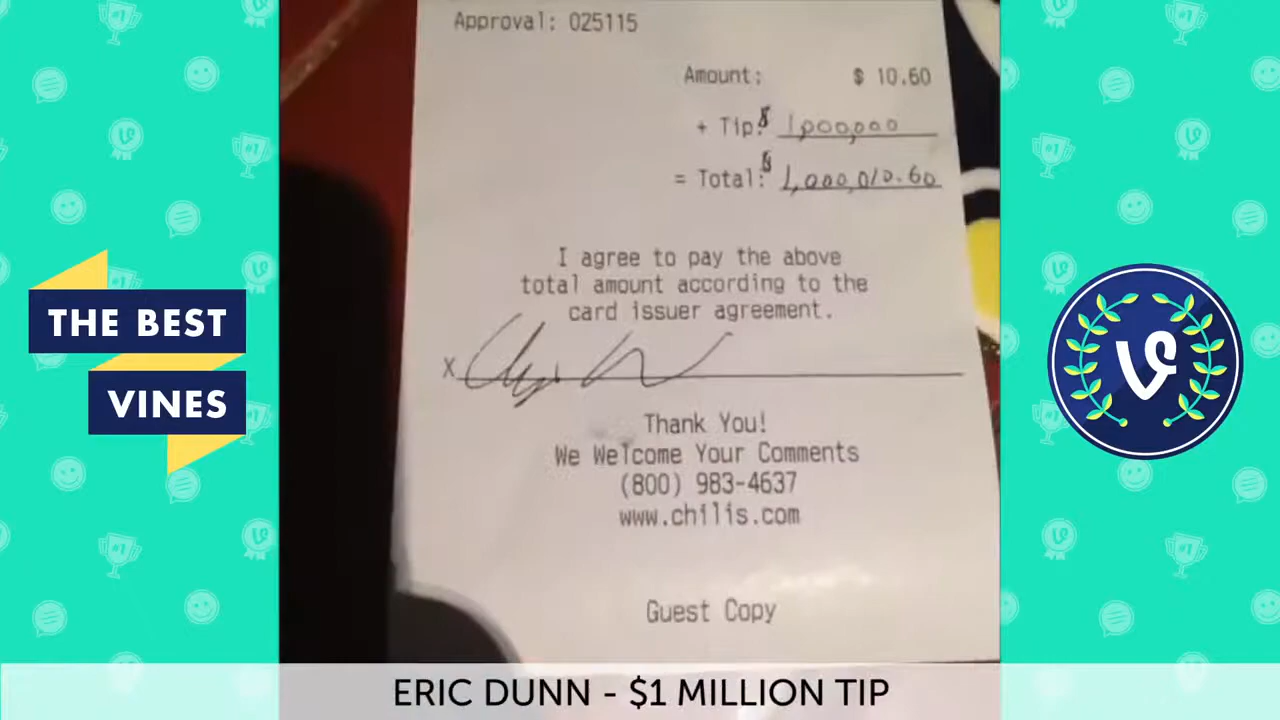 Approval: 025115
Amount: $ 10.60
+ Tip: $ 1,000,000
= Total: $ 1,000,010.60
I agree to pay the above
total amount according to the
card issuer agreement.
X
Thank You!
We Welcome Your Comments
(800) 983-4637
www.chilis.com
Guest Copy
THE BEST
VINES
ERIC DUNN - $1 MILLION TIP